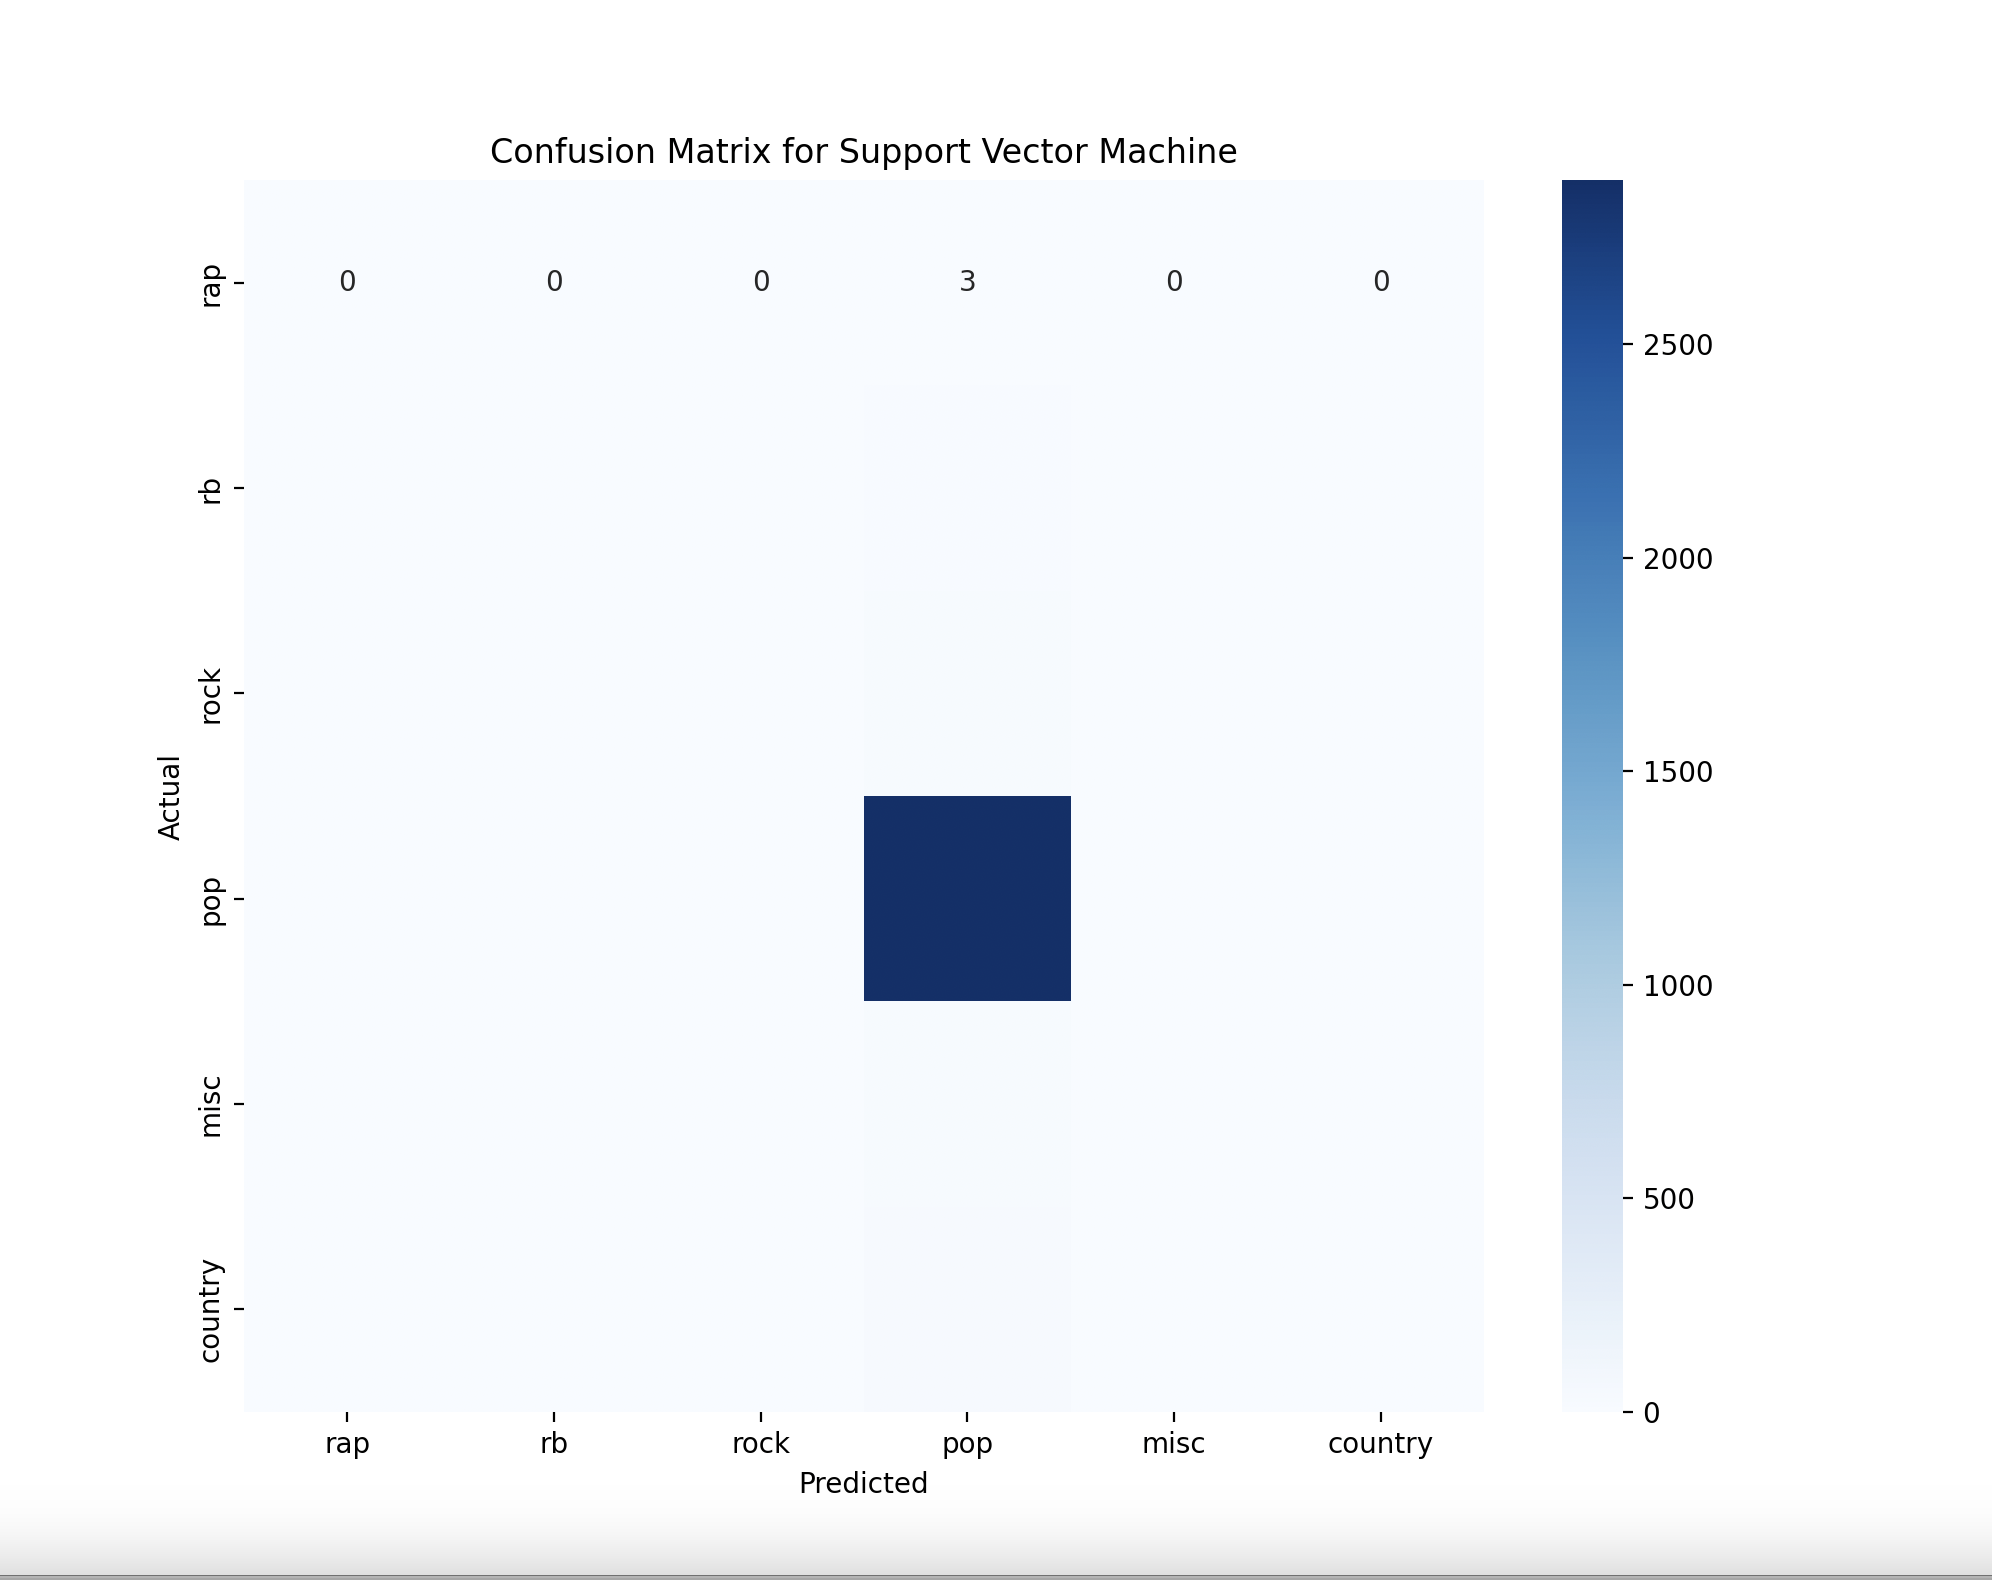 Confusion Matrix for Support Vector Machine
rap 0 0 0 3 0 0
rb
rock
pop
misc
country
Actual
rap rb rock pop misc country
Predicted
2500
2000
1500
1000
500
0